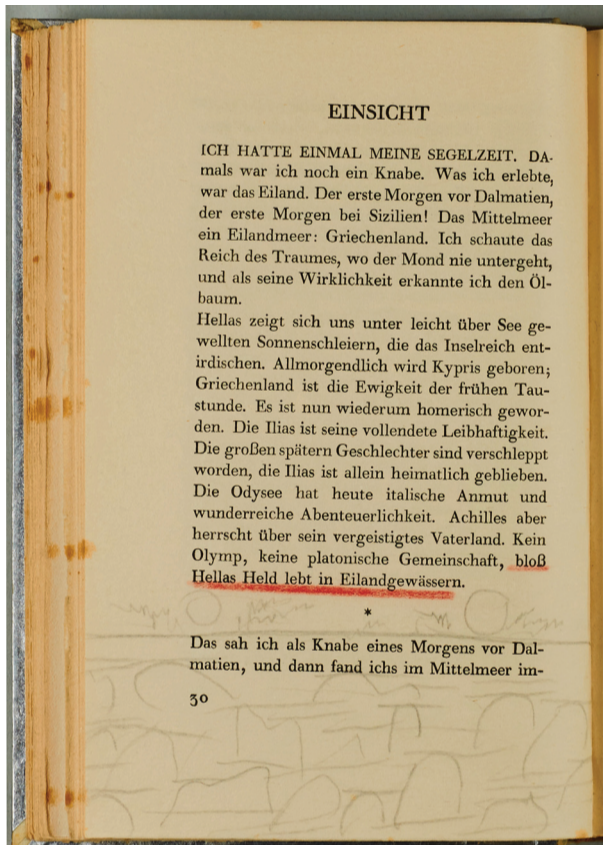 EINSICHT
ICH HATTE EINMAL MEINE SEGELZEIT. DA-
mals war ich noch ein Knabe. Was ich erlebte,
war das Eiland. Der erste Morgen vor Dalmatien,
der erste Morgen bei Sizilien! Das Mittelmeer
ein Eilandmeer: Griechenland. Ich schaute das
Reich des Traumes, wo der Mond nie untergeht,
und als seine Wirklichkeit erkannte ich den Öl-
baum.
Hellas zeigt sich uns unter leicht über See ge-
wellten Sonnenschleiern, die das Inselreich ent-
irdischen. Allmorgendlich wird Kypris geboren;
Griechenland ist die Ewigkeit der frühen Tau-
stunde. Es ist nun wiederum homerisch gewor-
den. Die Ilias ist seine vollendete Leibhaftigkeit.
Die großen spätern Geschlechter sind verschleppt
worden, die Ilias ist allein heimatlich geblieben.
Die Odysee hat heute italische Anmut und
wunderreiche Abenteuerlichkeit. Achilles aber
herrscht über sein vergeistigtes Vaterland. Kein
Olymp, keine platonische Gemeinschaft, bloß
Hellas Held lebt in Eilandgewässern.
*
Das sah ich als Knabe eines Morgens vor Dal-
matien, und dann fand ichs im Mittelmeer im-
30